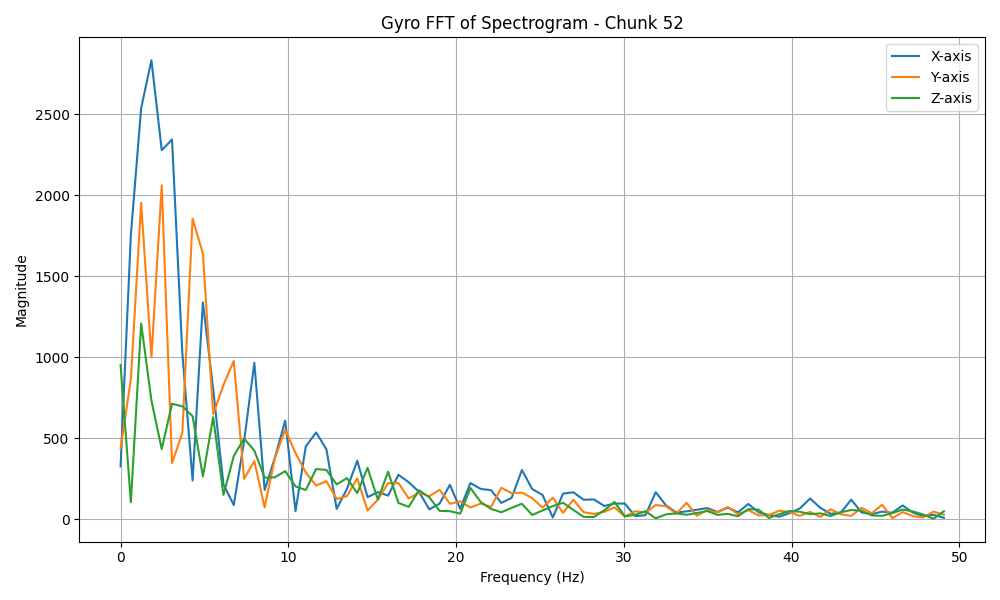 Gyro FFT of Spectrogram - Chunk 52
X-axis
Y-axis
Z-axis
Magnitude
2500
2000
1500
1000
500
0
0 10 20 30 40 50
Frequency (Hz)